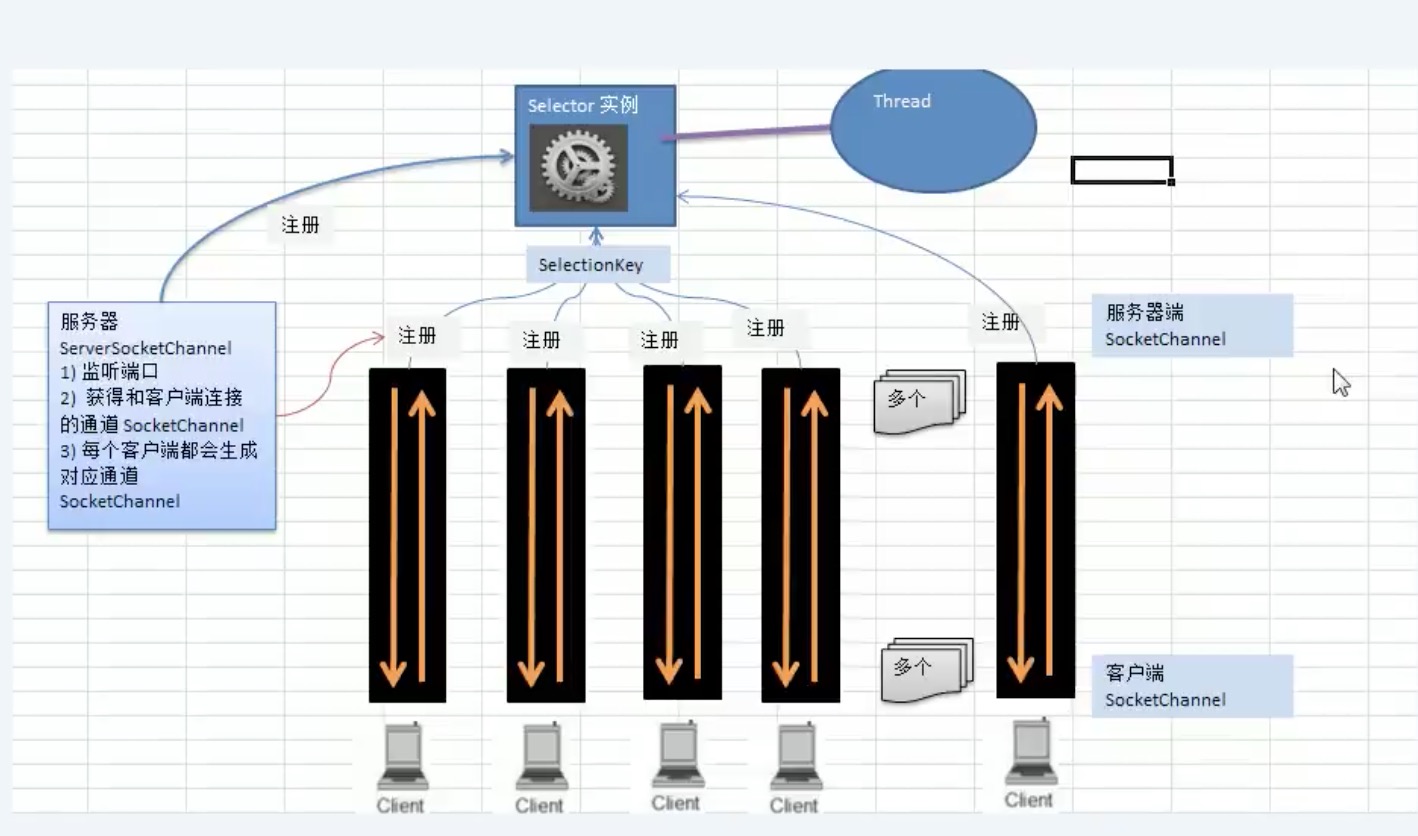 Selector 实例
Thread
注册
SelectionKey
服务器
ServerSocketChannel
1) 监听端口
2) 获得和客户端连接
的通道 SocketChannel
3) 每个客户端都会生成
对应通道
SocketChannel
注册
注册
注册
注册
注册
服务器端
SocketChannel
多个
多个
客户端
SocketChannel
Client
Client
Client
Client
Client